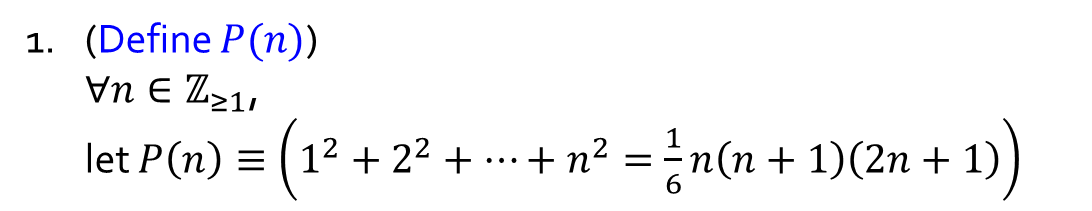 1. (Define P(n))
∀n ∈ ℤ≥1,
let P(n) ≡ (1² + 2² + ⋯ + n² = 1/6 n(n + 1)(2n + 1))